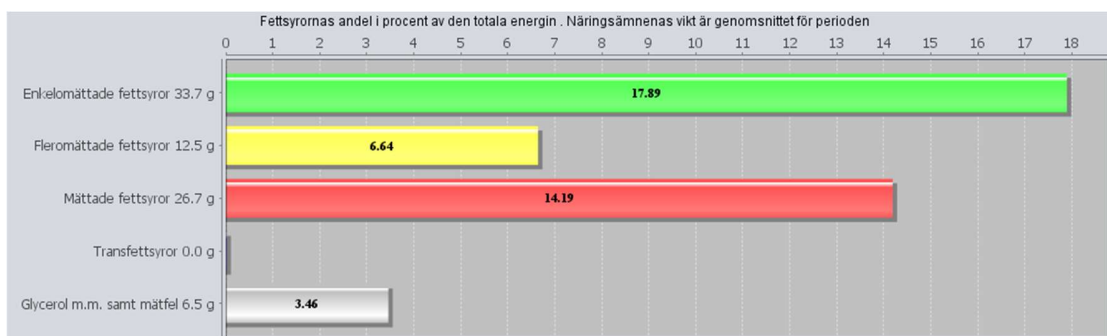 Fettsyrornas andel i procent av den totala energin . Näringsämnenas vikt är genomsnittet för perioden
0 1 2 3 4 5 6 7 8 9 10 11 12 13 14 15 16 17 18
Enkelomättade fettsyror 33.7 g 17.89
Fleromättade fettsyror 12.5 g 6.64
Mättade fettsyror 26.7 g 14.19
Transfettsyror 0.0 g
Glycerol m.m. samt mätfel 6.5 g 3.46